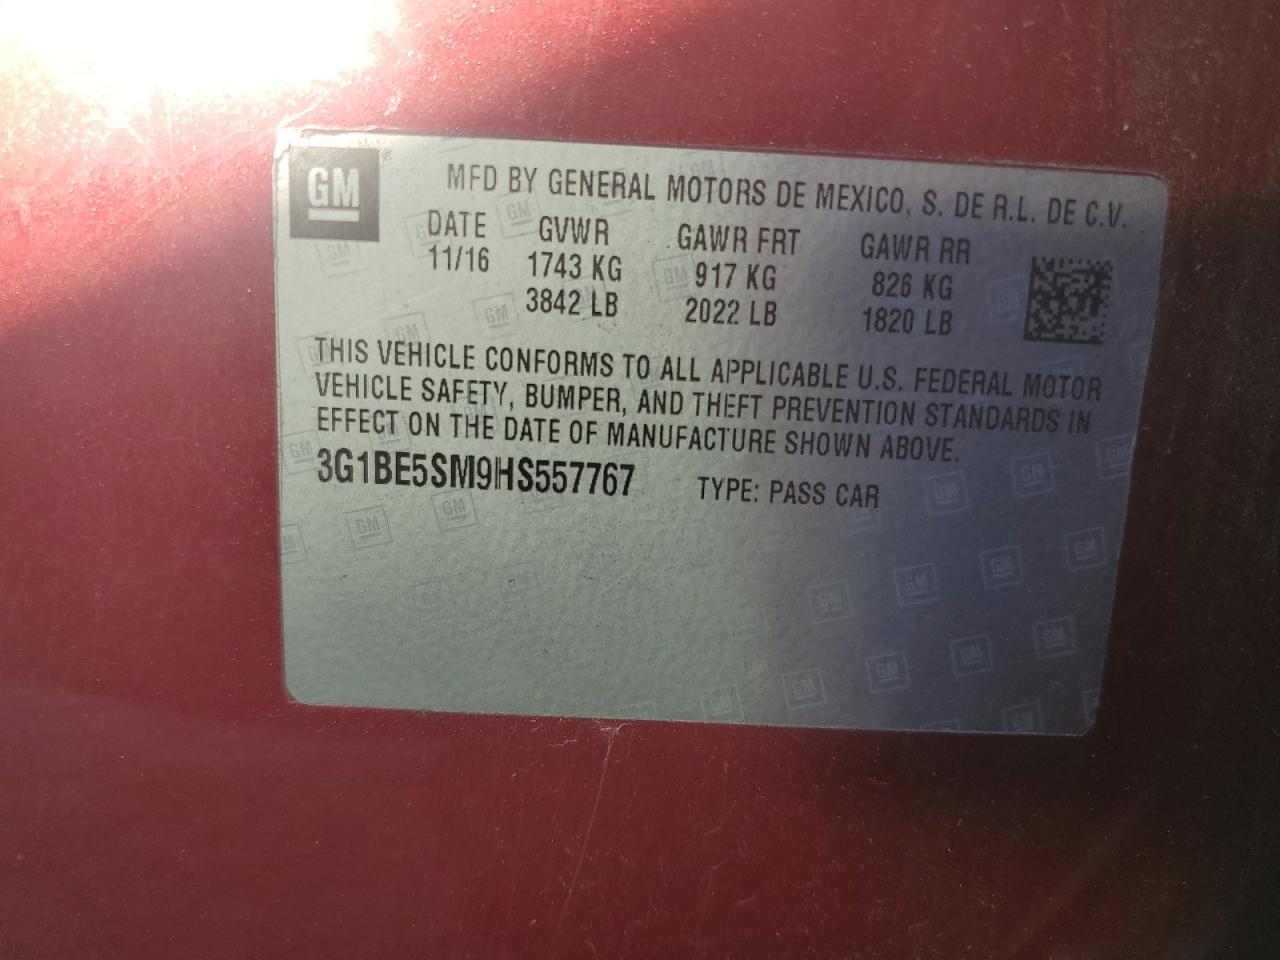 GM
MFD BY GENERAL MOTORS DE MEXICO, S. DE R.L. DE C.V.
DATE GVWR GAWR FRT GAWR RR
11/16 1743 KG 917 KG 826 KG
3842 LB 2022 LB 1820 LB
THIS VEHICLE CONFORMS TO ALL APPLICABLE U.S. FEDERAL MOTOR
VEHICLE SAFETY, BUMPER, AND THEFT PREVENTION STANDARDS IN
EFFECT ON THE DATE OF MANUFACTURE SHOWN ABOVE.
3G1BE5SM9HS557767 TYPE: PASS CAR